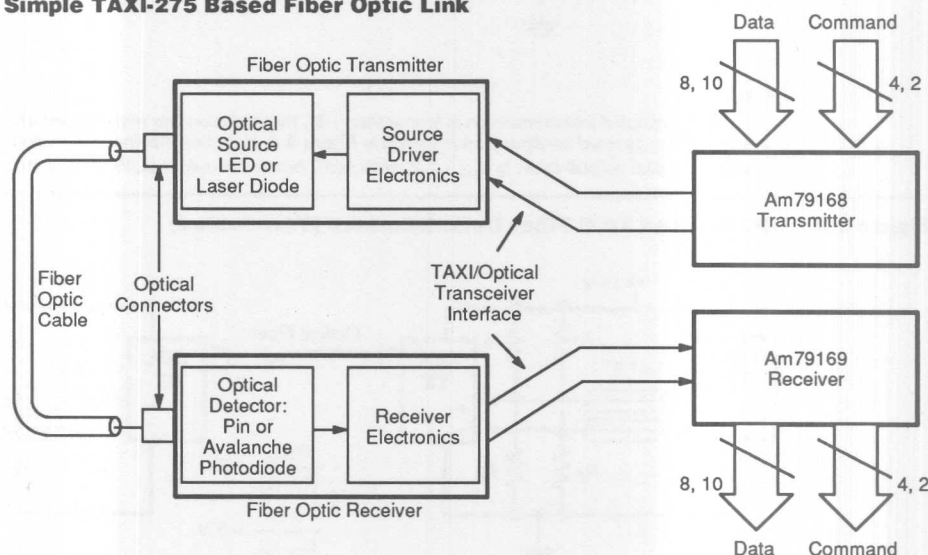 Simple TAXI-275 Based Fiber Optic Link
Data
Command
Fiber Optic Transmitter
8, 10
4, 2
Optical
Source
LED or
Laser Diode
Source
Driver
Electronics
Am79168
Transmitter
Fiber
Optic
Cable
Optical
Connectors
TAXI/Optical
Transceiver
Interface
Optical
Detector:
Pin or
Avalanche
Photodiode
Receiver
Electronics
Am79169
Receiver
8, 10
4, 2
Fiber Optic Receiver
Data
Command